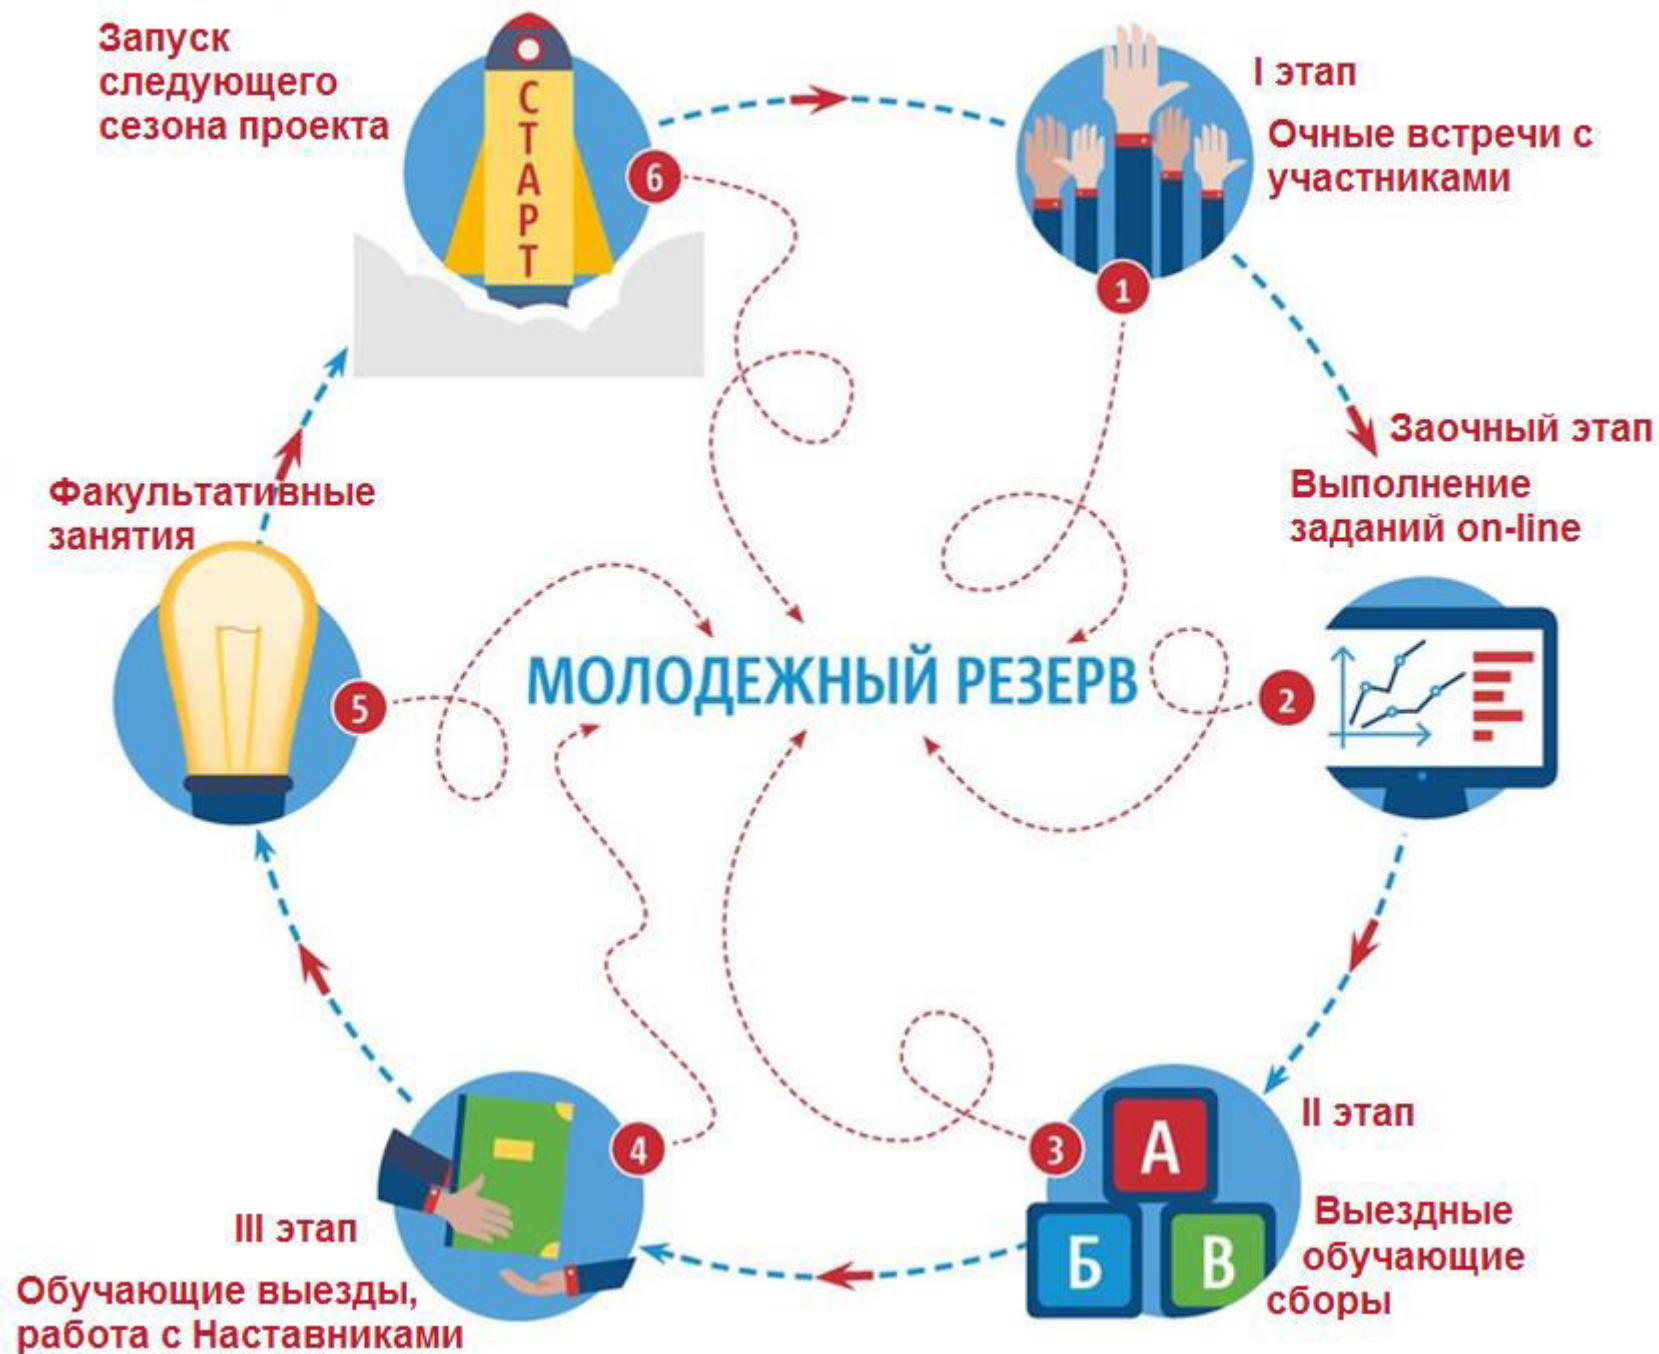 Запуск
следующего
сезона проекта
СТАРТ
6
I этап
Очные встречи с
участниками
1
Заочный этап
Выполнение
заданий on-line
2
Факультативные
занятия
5
МОЛОДЕЖНЫЙ РЕЗЕРВ
II этап
Выездные
обучающие
сборы
3
А
Б
В
4
III этап
Обучающие выезды,
работа с Наставниками